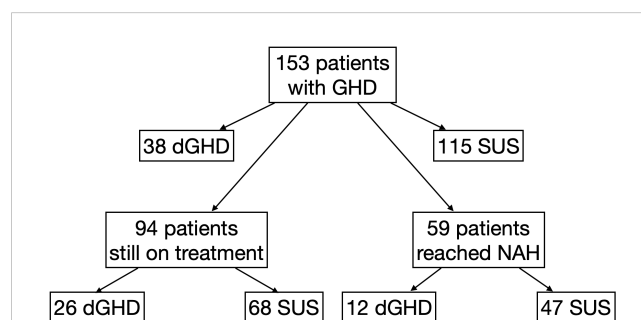 153 patients
with GHD
38 dGHD
115 SUS
94 patients
still on treatment
59 patients
reached NAH
26 dGHD
68 SUS
12 dGHD
47 SUS